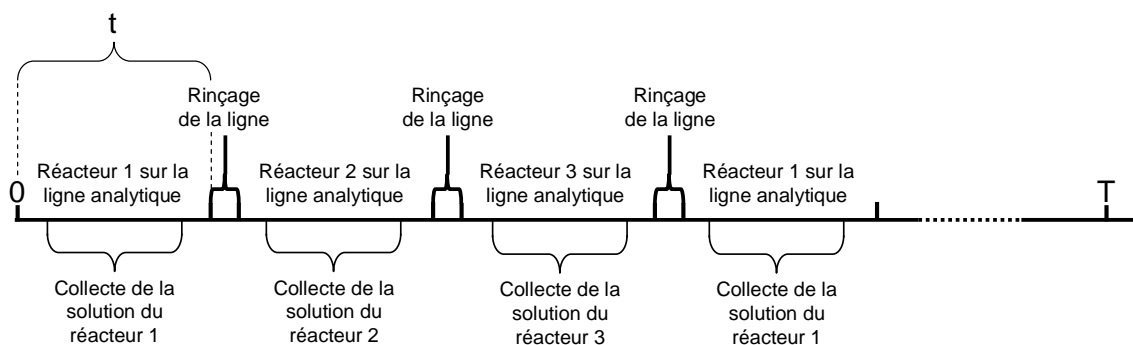 t
Rinçage
de la ligne
Rinçage
de la ligne
Rinçage
de la ligne
Réacteur 1 sur la
ligne analytique
Réacteur 2 sur la
ligne analytique
Réacteur 3 sur la
ligne analytique
Réacteur 1 sur la
ligne analytique
0
T
Collecte de la
solution du
réacteur 1
Collecte de la
solution du
réacteur 2
Collecte de la
solution du
réacteur 3
Collecte de la
solution du
réacteur 1